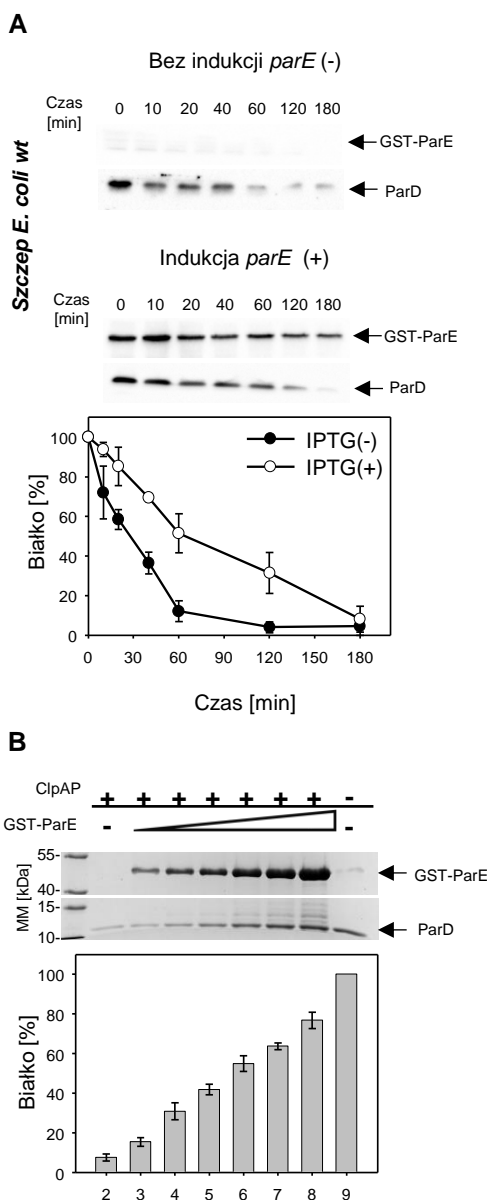 A
Bez indukcji parE (-)
Czas [min] 0 10 20 40 60 120 180
GST-ParE
ParD
Szczep E. coli wt
Indukcja parE (+)
Czas [min] 0 10 20 40 60 120 180
GST-ParE
ParD
100
80
60
40
20
0
Białko [%]
IPTG(-)
IPTG(+)
0 30 60 90 120 150 180
Czas [min]
B
ClpAP + + + + + + + -
GST-ParE - -
MM [kDa]
55-
40-
15-
10-
GST-ParE
ParD
100
80
60
40
20
0
Białko [%]
2 3 4 5 6 7 8 9